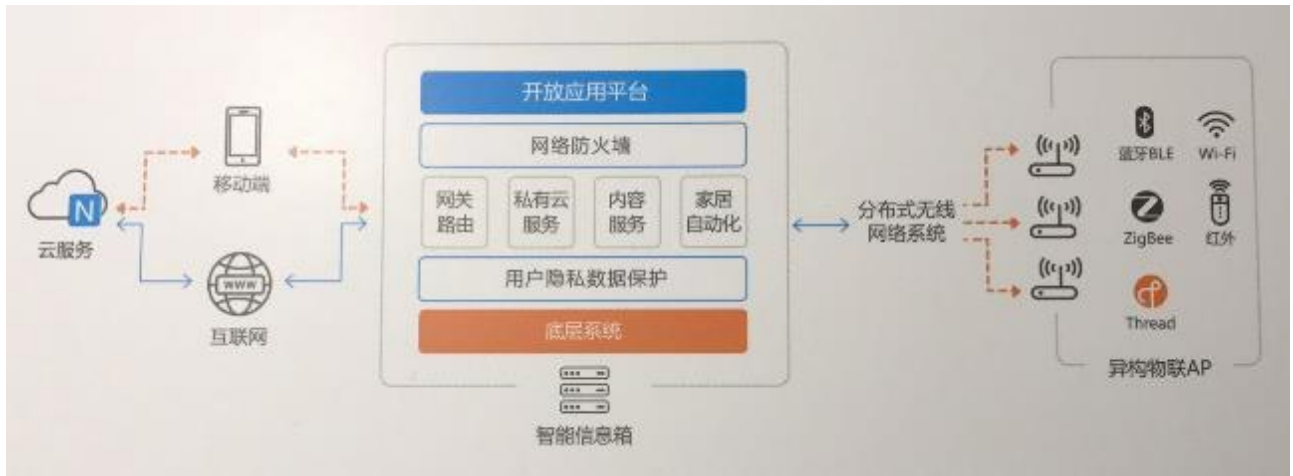 开放应用平台
网络防火墙
网关
路由
私有云
服务
内容
服务
家居
自动化
用户隐私数据保护
底层系统
智能信息箱
移动端
N
云服务
WWW
互联网
分布式无线
网络系统
蓝牙BLE
Wi-Fi
ZigBee
红外
Thread
异构物联AP